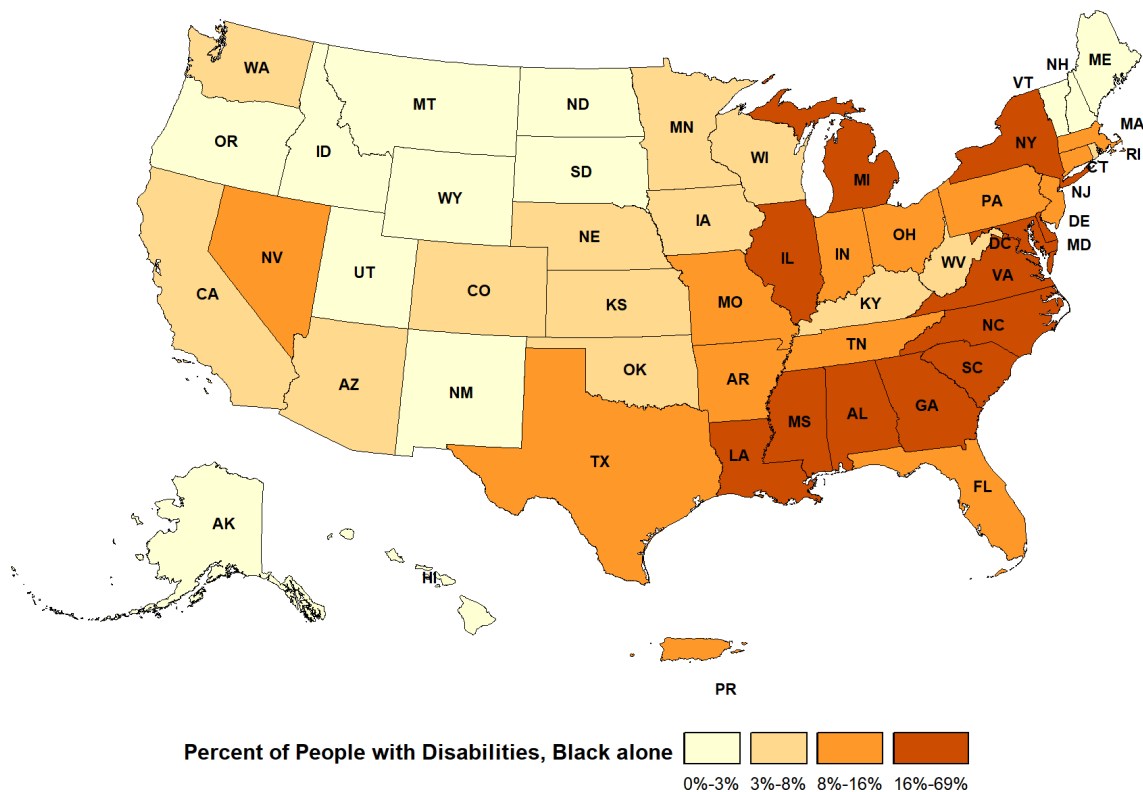 WA
MT
ND
MN
VT
NH
ME
OR
ID
SD
WI
NY
MA
RI
WY
MI
CT
IA
PA
NJ
NE
NV
UT
IL
IN
OH
DE
CO
DC
MD
CA
KS
MO
WV
VA
KY
AZ
NM
OK
TN
NC
AR
SC
MS
AL
GA
TX
LA
FL
AK
HI
PR
Percent of People with Disabilities, Black alone
0%-3% 3%-8% 8%-16% 16%-69%